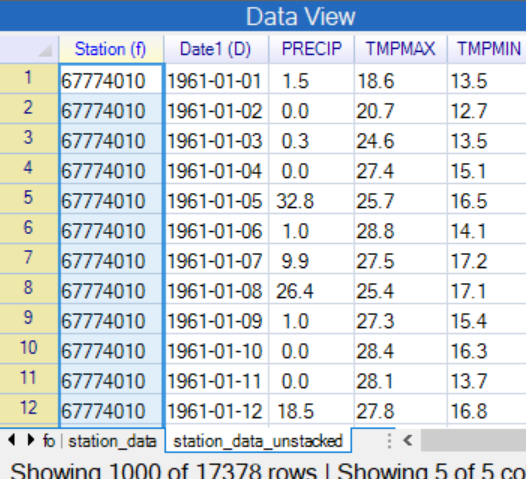 Data View
Station (f) Date1 (D) PRECIP TMPMAX TMPMIN
1 67774010 1961-01-01 1.5 18.6 13.5
2 67774010 1961-01-02 0.0 20.7 12.7
3 67774010 1961-01-03 0.3 24.6 13.5
4 67774010 1961-01-04 0.0 27.4 15.1
5 67774010 1961-01-05 32.8 25.7 16.5
6 67774010 1961-01-06 1.0 28.8 14.1
7 67774010 1961-01-07 9.9 27.5 17.2
8 67774010 1961-01-08 26.4 25.4 17.1
9 67774010 1961-01-09 1.0 27.3 15.4
10 67774010 1961-01-10 0.0 28.4 16.3
11 67774010 1961-01-11 0.0 28.1 13.7
12 67774010 1961-01-12 18.5 27.8 16.8
fo station_data station_data_unstacked
Showing 1000 of 17378 rows | Showing 5 of 5 co